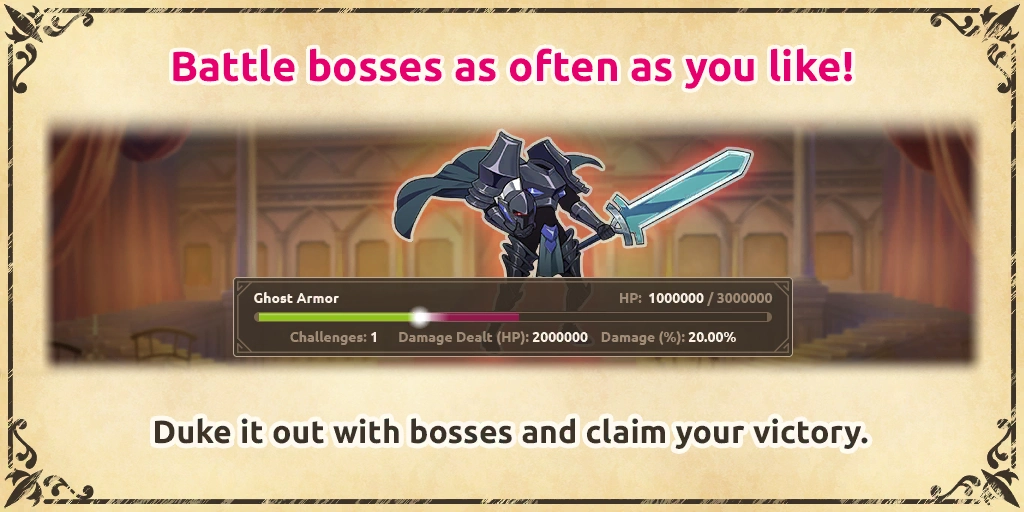 Battle bosses as often as you like!
Ghost Armor HP: 1000000 / 3000000
Challenges: 1 Damage Dealt (HP): 2000000 Damage (%): 20.00%
Duke it out with bosses and claim your victory.